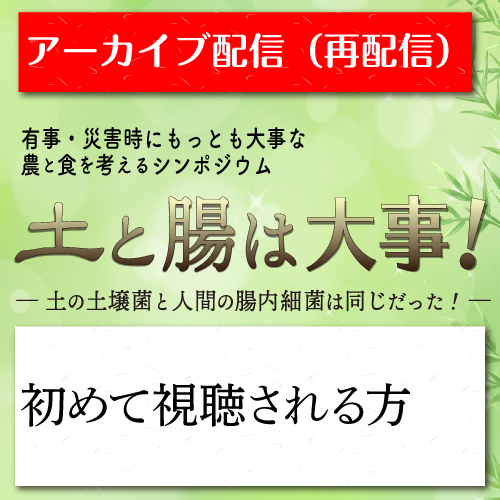 アーカイブ配信（再配信）
有事・災害時にもっとも大事な
農と食を考えるシンポジウム
土と腸は大事！
― 土の土壌菌と人間の腸内細菌は同じだった！―
初めて視聴される方